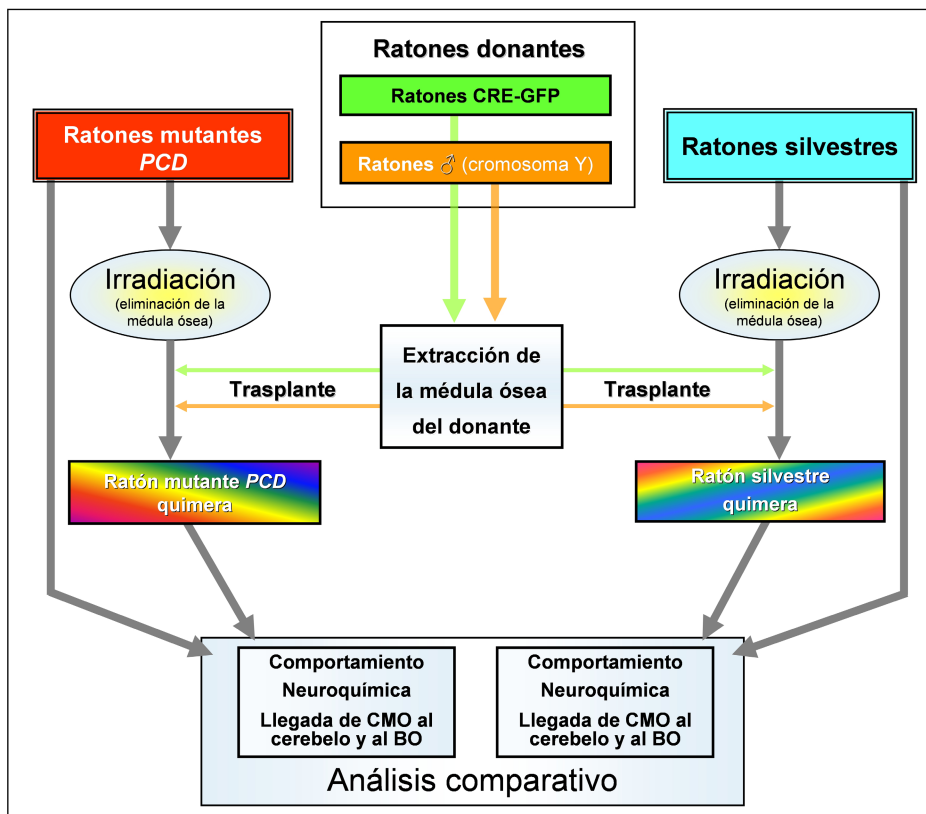 Ratones donantes
Ratones CRE-GFP
Ratones ♂ (cromosoma Y)
Ratones mutantes
PCD
Ratones silvestres
Irradiación
(eliminación de la
médula ósea)
Irradiación
(eliminación de la
médula ósea)
Extracción de
la médula ósea
del donante
Trasplante
Trasplante
Ratón mutante PCD
quimera
Ratón silvestre
quimera
Comportamiento
Neuroquímica
Llegada de CMO al
cerebelo y al BO
Comportamiento
Neuroquímica
Llegada de CMO al
cerebelo y al BO
Análisis comparativo